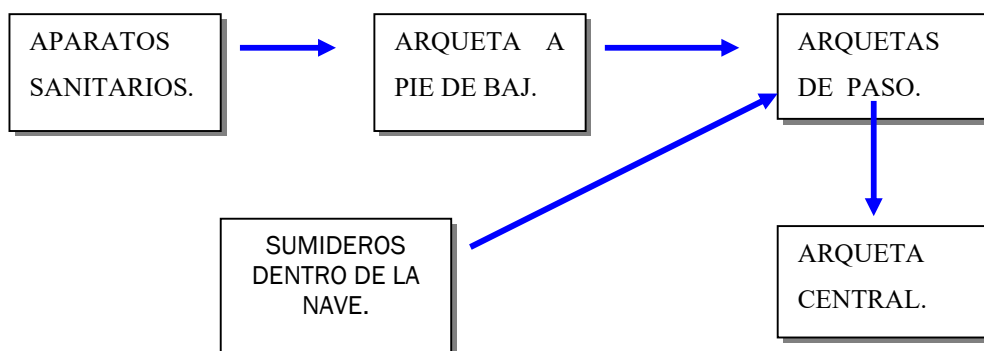 APARATOS
SANITARIOS.
ARQUETA A
PIE DE BAJ.
ARQUETAS
DE PASO.
SUMIDEROS
DENTRO DE LA
NAVE.
ARQUETA
CENTRAL.